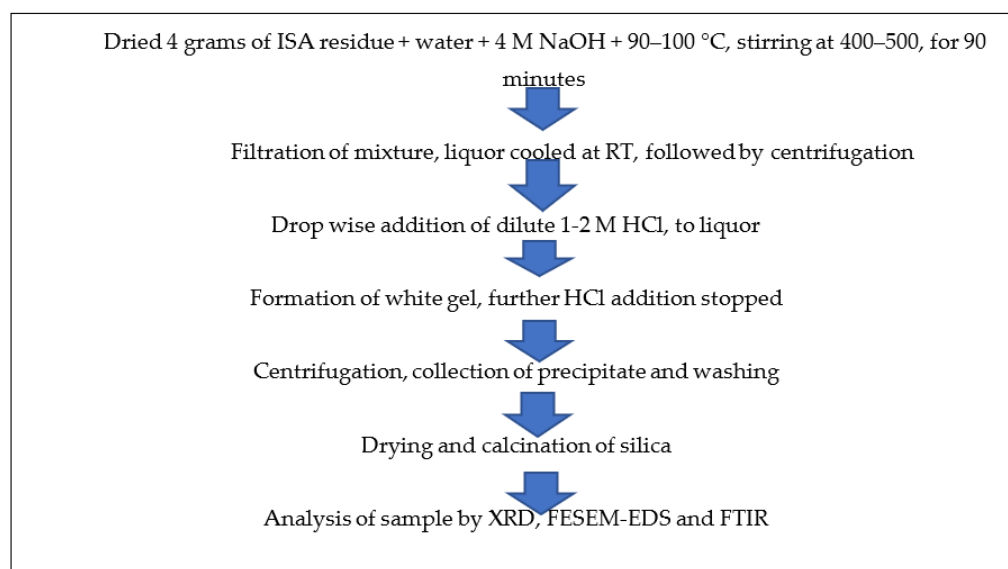 Dried 4 grams of ISA residue + water + 4 M NaOH + 90–100 °C, stirring at 400–500, for 90
minutes
Filtration of mixture, liquor cooled at RT, followed by centrifugation
Drop wise addition of dilute 1-2 M HCl, to liquor
Formation of white gel, further HCl addition stopped
Centrifugation, collection of precipitate and washing
Drying and calcination of silica
Analysis of sample by XRD, FESEM-EDS and FTIR